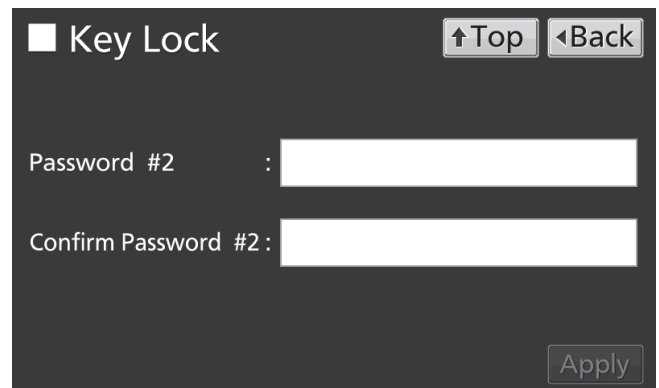 Key Lock
↑Top
◂Back
Password #2 :
Confirm Password #2 :
Apply